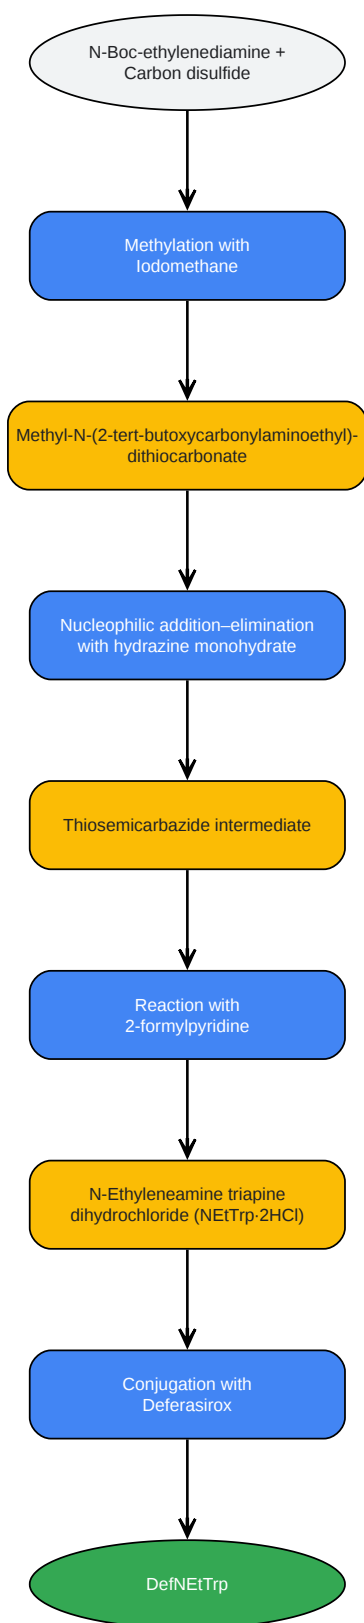 N-Boc-ethylenediamine +
Carbon disulfide
Methylation with
Iodomethane
Methyl-N-(2-tert-butoxycarbonylaminoethyl)-
dithiocarbonate
Nucleophilic addition–elimination
with hydrazine monohydrate
Thiosemicarbazide intermediate
Reaction with
2-formylpyridine
N-Ethyleneamine triapine
dihydrochloride (NEtTrp·2HCl)
Conjugation with
Deferasirox
DefNEtTrp